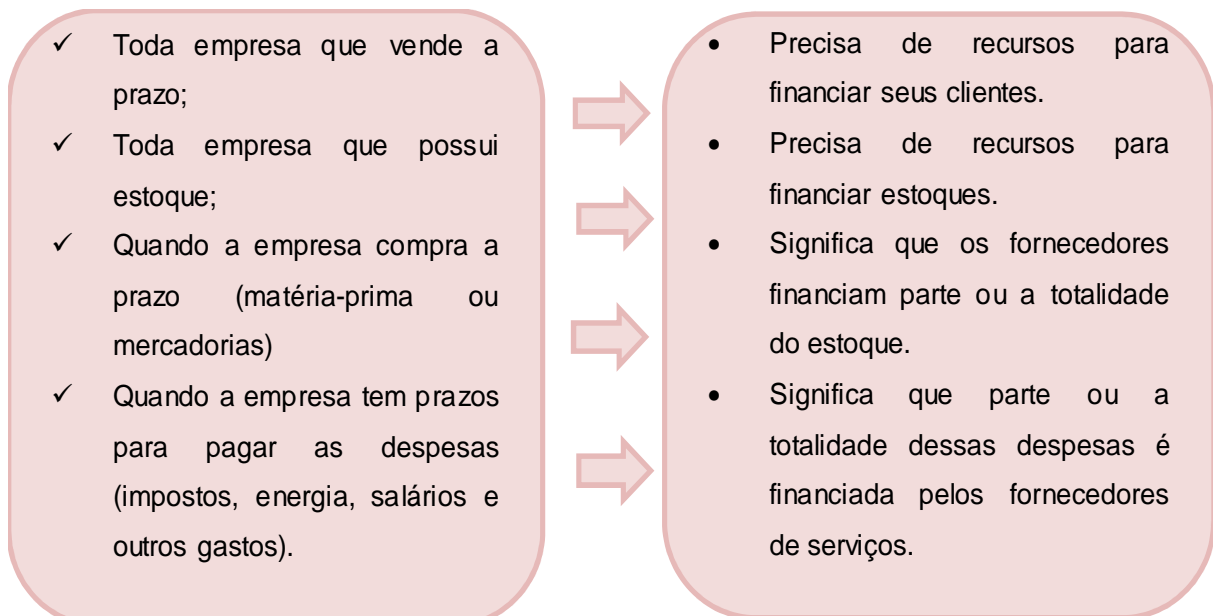 ✓ Toda empresa que vende a
prazo;
✓ Toda empresa que possui
estoque;
✓ Quando a empresa compra a
prazo (matéria-prima ou
mercadorias)
✓ Quando a empresa tem prazos
para pagar as despesas
(impostos, energia, salários e
outros gastos).
• Precisa de recursos para
financiar seus clientes.
• Precisa de recursos para
financiar estoques.
• Significa que os fornecedores
financiam parte ou a totalidade
do estoque.
• Significa que parte ou a
totalidade dessas despesas é
financiada pelos fornecedores
de serviços.